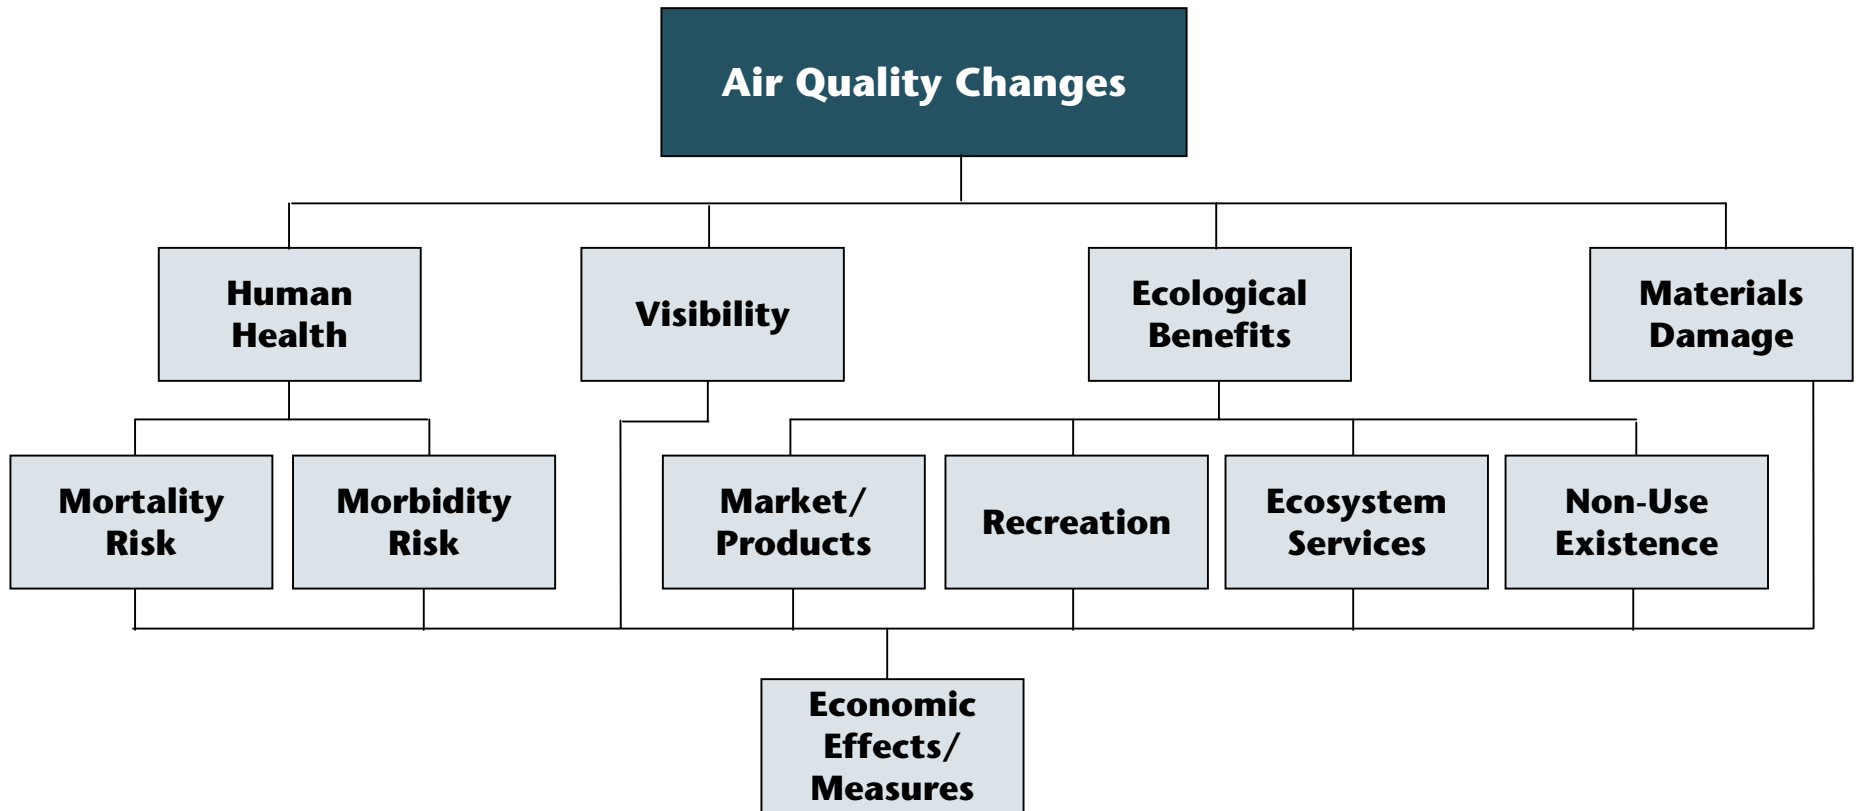 Air Quality Changes
Human
Health
Visibility
Ecological
Benefits
Materials
Damage
Mortality
Risk
Morbidity
Risk
Market/
Products
Recreation
Ecosystem
Services
Non-Use
Existence
Economic
Effects/
Measures